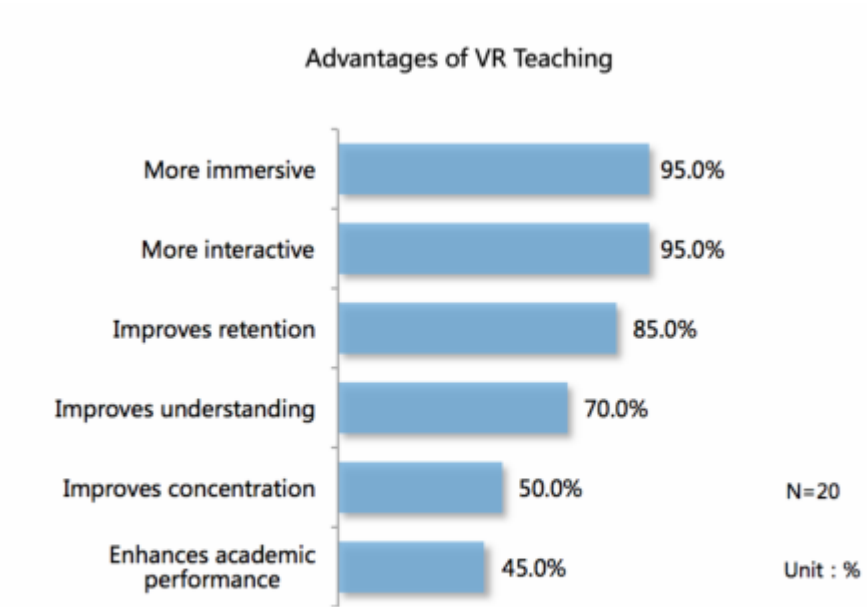 Advantages of VR Teaching
More immersive 95.0%
More interactive 95.0%
Improves retention 85.0%
Improves understanding 70.0%
Improves concentration 50.0%
N=20
Enhances academic
performance 45.0%
Unit : %